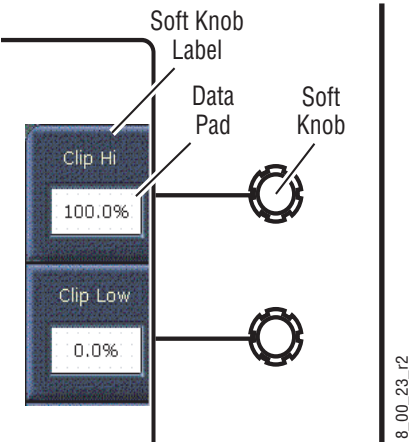 Soft Knob
Label
Data
Pad
Soft
Knob
Clip Hi
100.0%
Clip Low
0.0%
8_00_23_r2